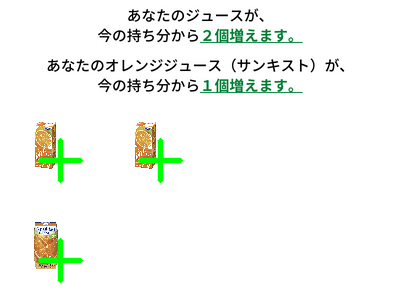 あなたのジュースが、
今の持ち分から２個増えます。
あなたのオレンジジュース（サンキスト）が、
今の持ち分から１個増えます。